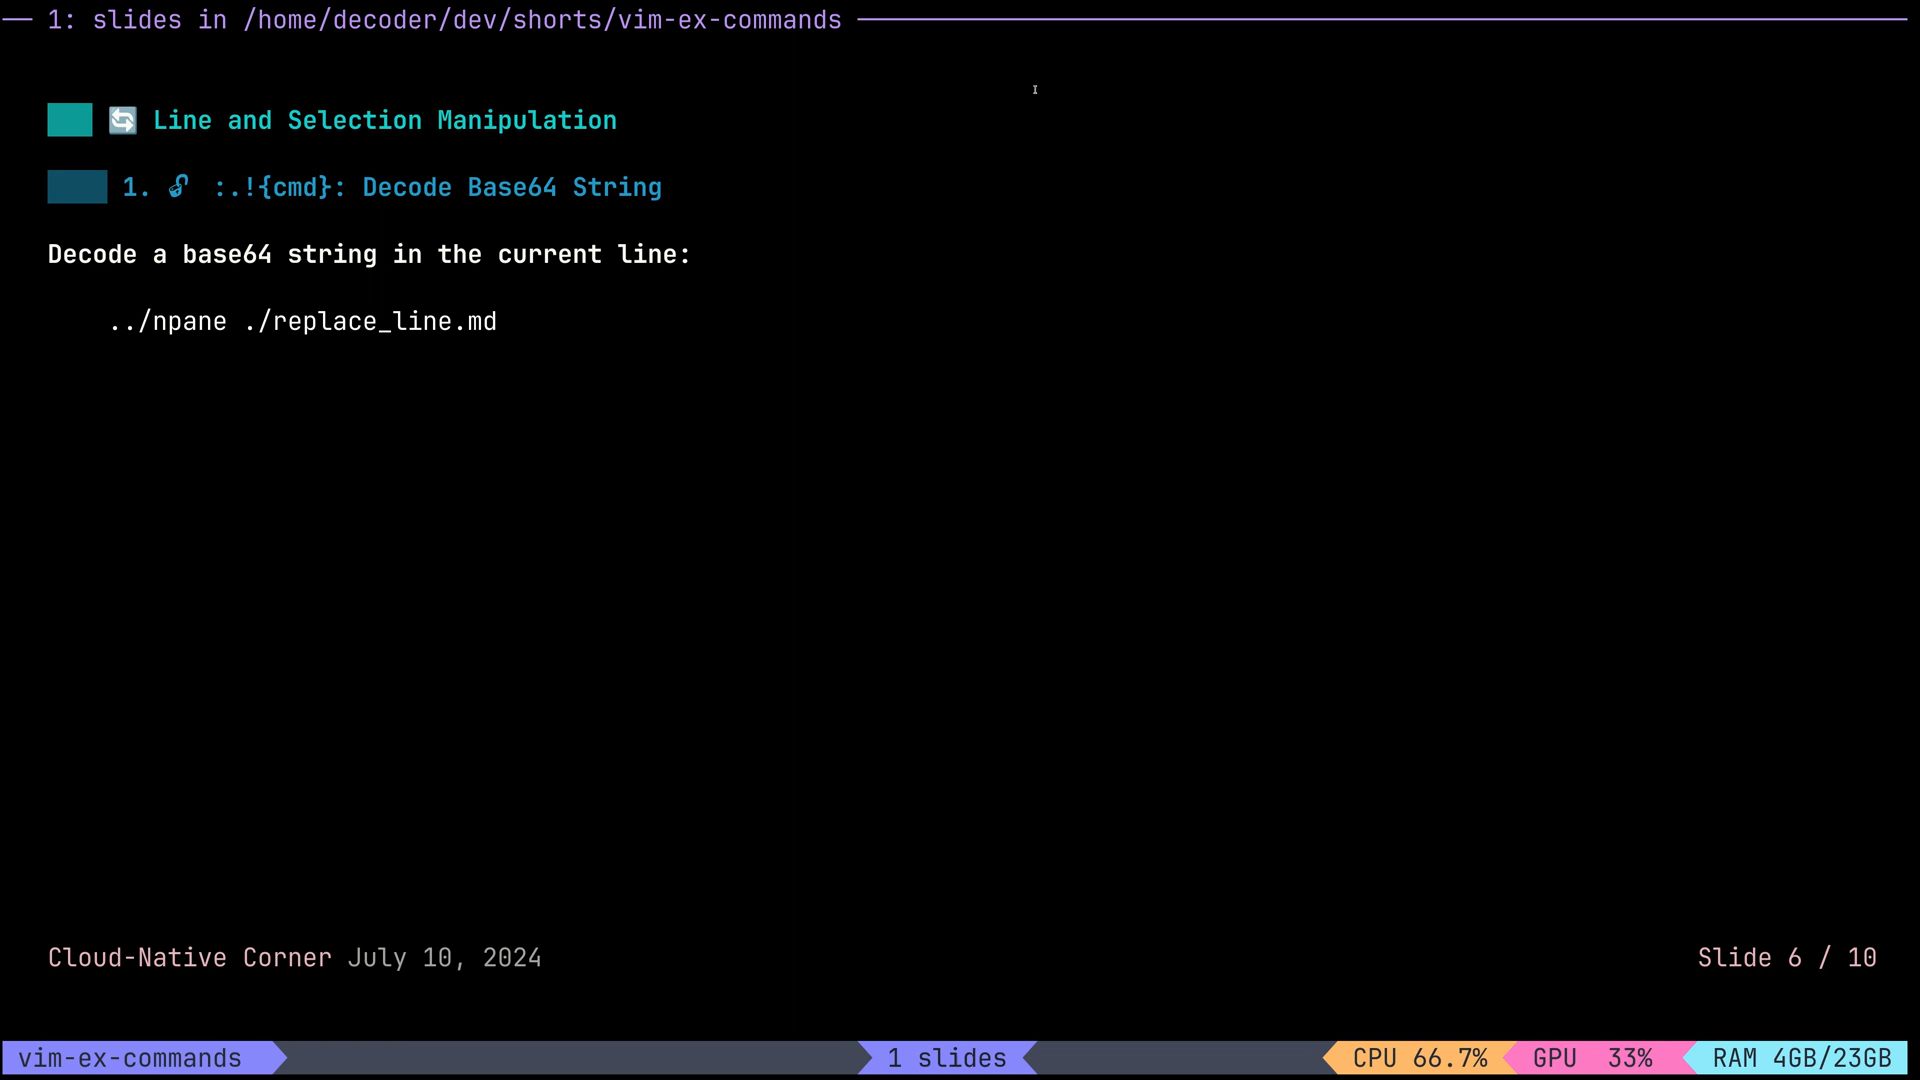 1: slides in /home/decoder/dev/shorts/vim-ex-commands
Line and Selection Manipulation
1. :.!{cmd}: Decode Base64 String
Decode a base64 string in the current line:
../npane ./replace_line.md
Cloud-Native Corner July 10, 2024
Slide 6 / 10
vim-ex-commands
1 slides
CPU 66.7%
GPU 33%
RAM 4GB/23GB